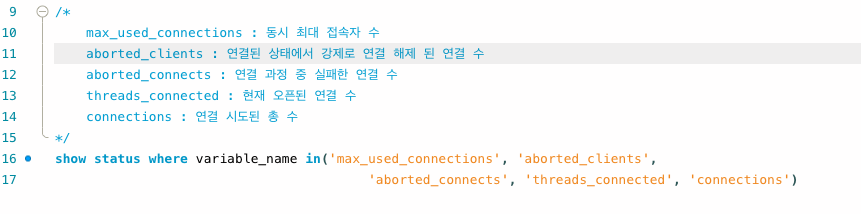 9 /*
10 max_used_connections : 동시 최대 접속자 수
11 aborted_clients : 연결된 상태에서 강제로 연결 해제 된 연결 수
12 aborted_connects : 연결 과정 중 실패한 연결 수
13 threads_connected : 현재 오픈된 연결 수
14 connections : 연결 시도된 총 수
15 */
16 show status where variable_name in('max_used_connections', 'aborted_clients',
17 'aborted_connects', 'threads_connected', 'connections')